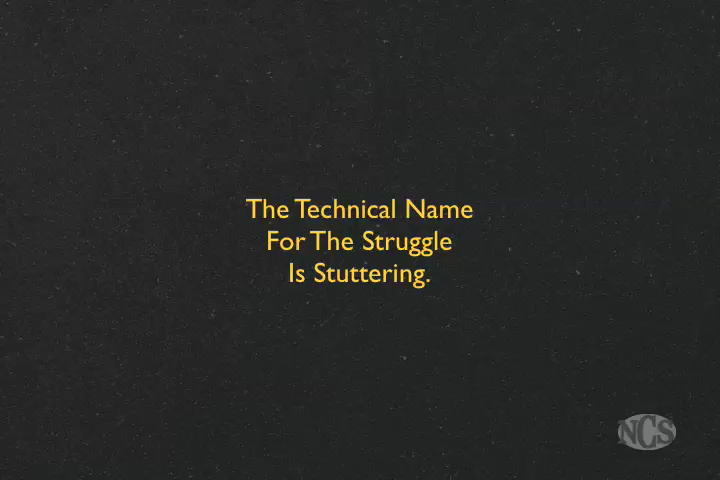 The Technical Name
For The Struggle
Is Stuttering.
NCS